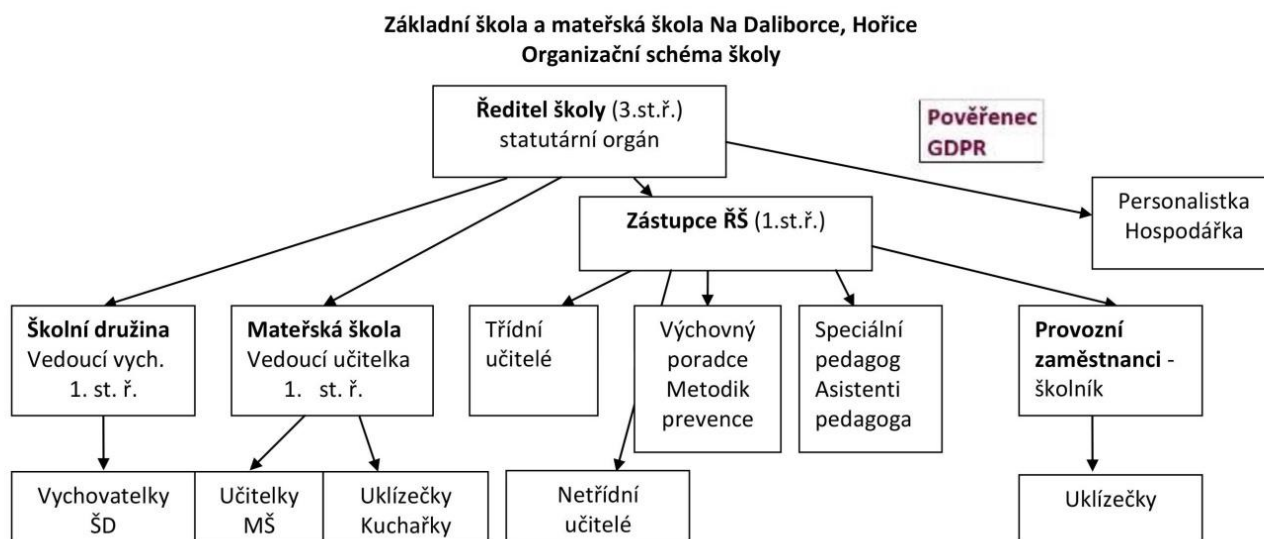 Základní škola a mateřská škola Na Daliborce, Hořice
Organizační schéma školy
Ředitel školy (3.st.ř.)
statutární orgán
Pověřenec
GDPR
Personalistka
Hospodářka
Zástupce ŘŠ (1.st.ř.)
Školní družina
Vedoucí vych.
1. st. ř.
Mateřská škola
Vedoucí učitelka
1. st. ř.
Třídní
učitelé
Výchovný
poradce
Metodik
prevence
Speciální
pedagog
Asistenti
pedagoga
Provozní
zaměstnanci -
školník
Vychovatelky
ŠD
Učitelky
MŠ
Uklízečky
Kuchařky
Netřídní
učitelé
Uklízečky